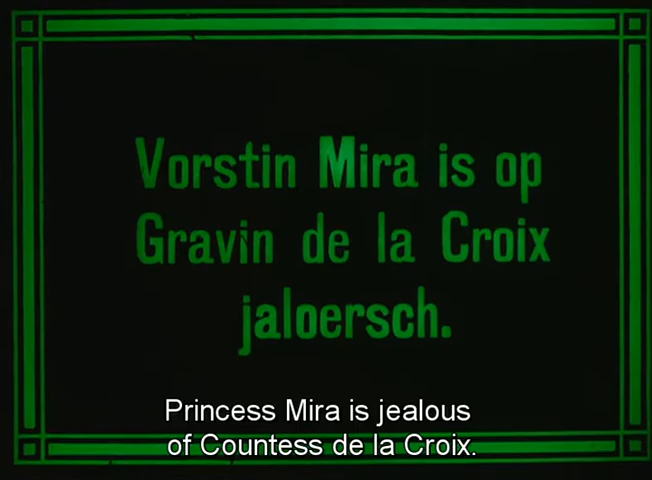 Vorstin Mira is op
Gravin de la Croix
jaloersch.
Princess Mira is jealous
of Countess de la Croix.